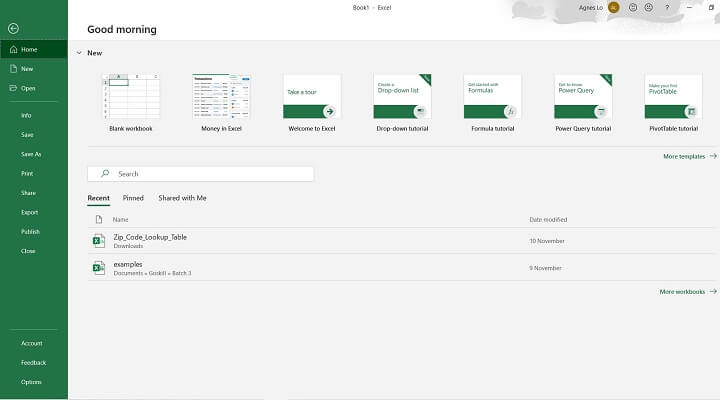 Book1 - Excel
Agnes Lo
AL
?
Home
New
Open
Info
Save
Save As
Print
Share
Export
Publish
Close
Account
Feedback
Options
Good morning
New
A B C
Take a tour
Create a
Drop-down list
Get started with
Formulas
fx
Get to know
Power Query
Make your first
PivotTable
Blank workbook
Money in Excel
Welcome to Excel
Drop-down tutorial
Formula tutorial
Power Query tutorial
PivotTable tutorial
More templates
Search
Recent Pinned Shared with Me
Name Date modified
Zip_Code_Lookup_Table
Downloads
10 November
examples
Documents » Goskill » Batch 3
9 November
More workbooks